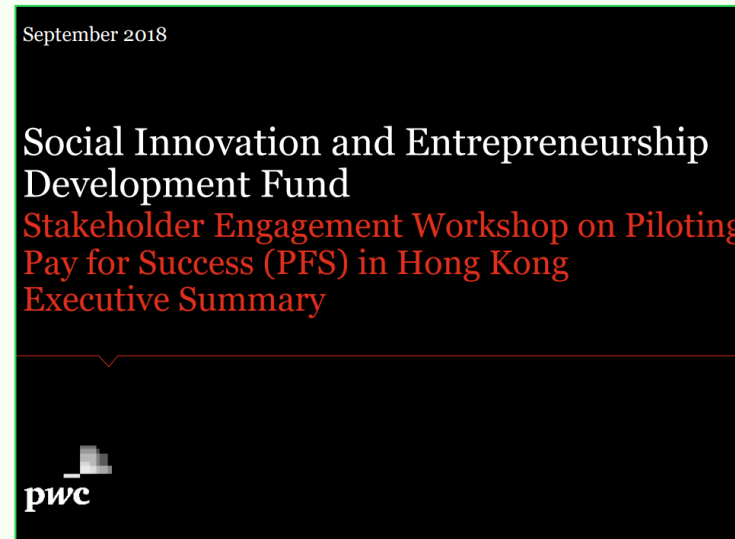 September 2018
Social Innovation and Entrepreneurship
Development Fund
Stakeholder Engagement Workshop on Piloting
Pay for Success (PFS) in Hong Kong
Executive Summary
pwc